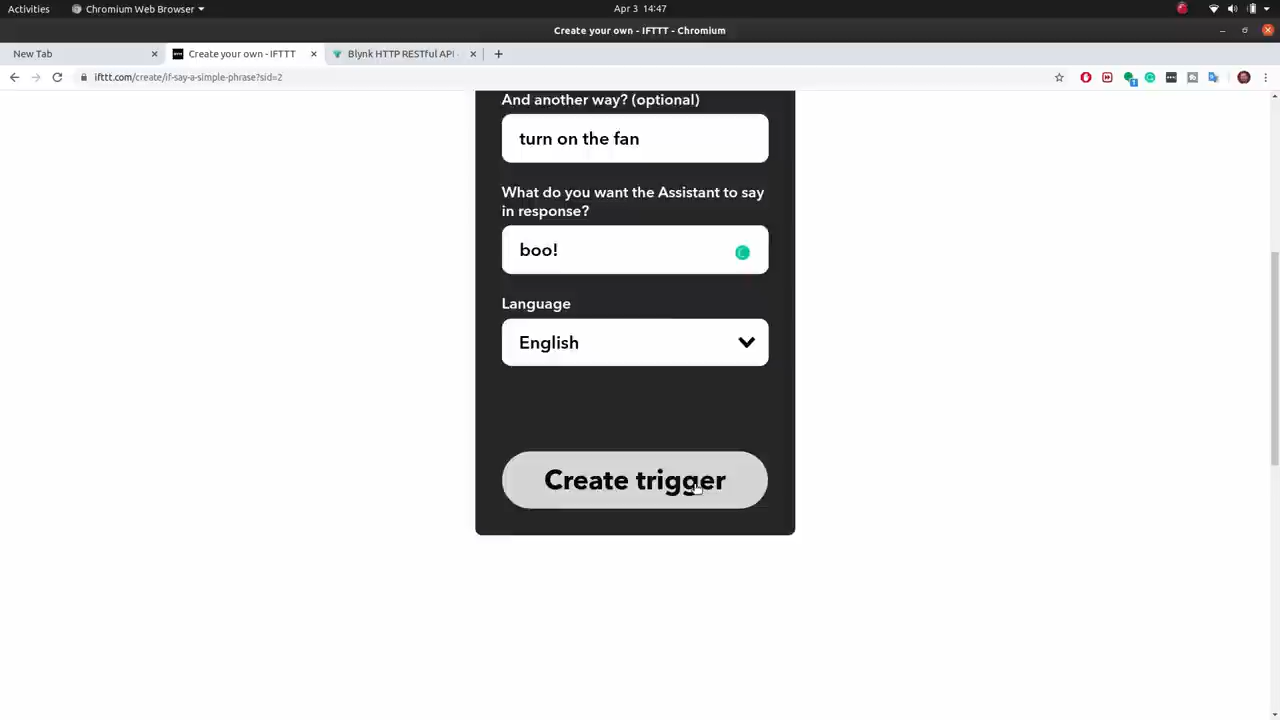 Activities
Chromium Web Browser
Apr 3 14:47
Create your own - IFTTT - Chromium
New Tab
Create your own - IFTTT
Blynk HTTP RESTful API
ifttt.com/create/if-say-a-simple-phrase?sid=2
And another way? (optional)
turn on the fan
What do you want the Assistant to say
in response?
boo!
Language
English
Create trigger